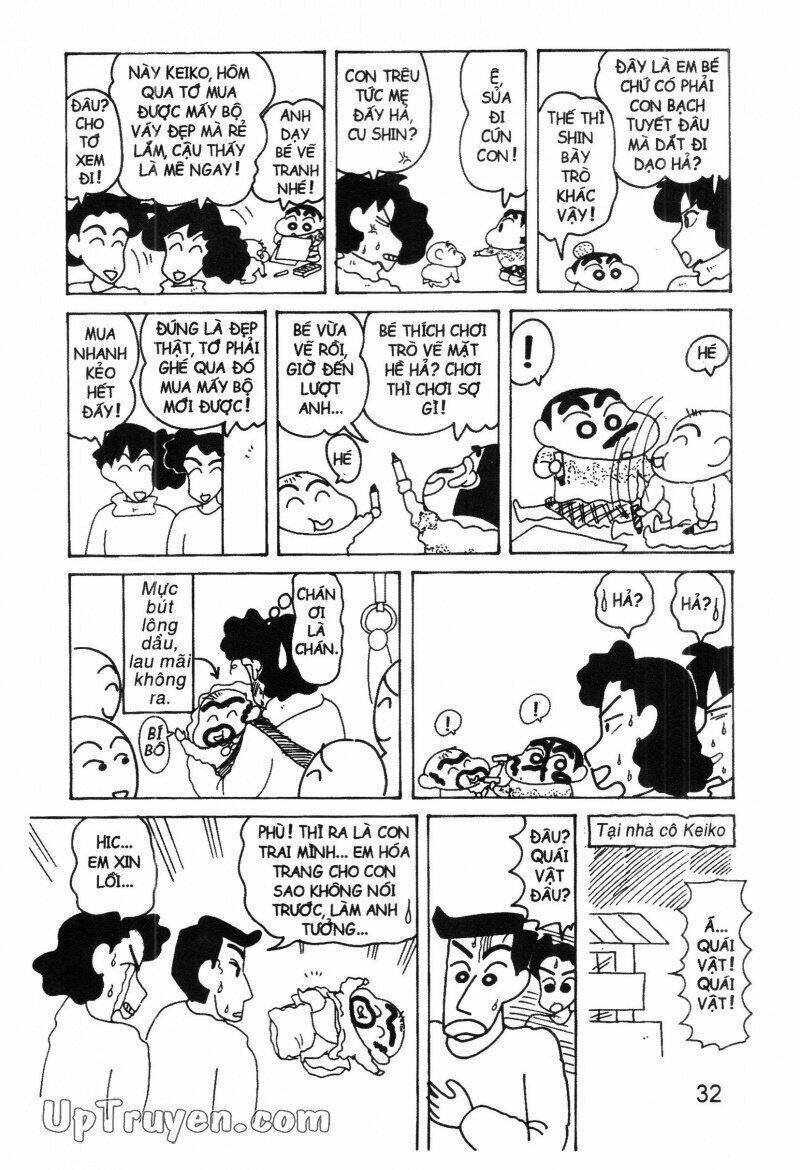 ĐÂY LÀ EM BÉ
CHỨ CÓ PHẢI
CON BẠCH
TUYẾT ĐÂU
MÀ DẮT ĐI
DẠO HẢ?
THẾ THÌ
SHIN
BÀY
TRÒ
KHÁC
VẬY!
Ê,
SỦA
ĐI
CÚN
CON!
CON TRÊU
TỨC MẸ
ĐẤY HẢ,
CU SHIN?
ANH
DẠY
BÉ VẼ
TRANH
NHÉ!
NÀY KEIKO, HÔM
QUA TỚ MUA
ĐƯỢC MẤY BỘ
VÁY ĐẸP MÀ RẺ
LẮM, CẬU THẤY
LÀ MÊ NGAY!
ĐÂU?
CHO
TỚ
XEM
ĐI!
HÉ
!
BÉ THÍCH CHƠI
TRÒ VẼ MẶT
HỀ HẢ? CHƠI
THÌ CHƠI SỢ
GÌ!
BÉ VỪA
VẼ RỒI,
GIỜ ĐẾN
LƯỢT
ANH...
HÉ
ĐÚNG LÀ ĐẸP
THẬT, TỚ PHẢI
GHÉ QUA ĐÓ
MUA MẤY BỘ
MỚI ĐƯỢC!
MUA
NHANH
KẺO
HẾT
ĐẤY!
HẢ?
HẢ?
!
!
CHÁN
ƠI
LÀ
CHÁN.
Mực
bút
lông
dầu,
lau mãi
không
ra.
BÍ
BÔ
Tại nhà cô Keiko
Á...
QUÁI
VẬT!
QUÁI
VẬT!
ĐÂU?
QUÁI
VẬT
ĐÂU?
PHÙ! THÌ RA LÀ CON
TRAI MÌNH... EM HÓA
TRANG CHO CON
SAO KHÔNG NÓI
TRƯỚC, LÀM ANH
TƯỞNG...
HIC...
EM XIN
LỖI...
32
UpTruyen.com